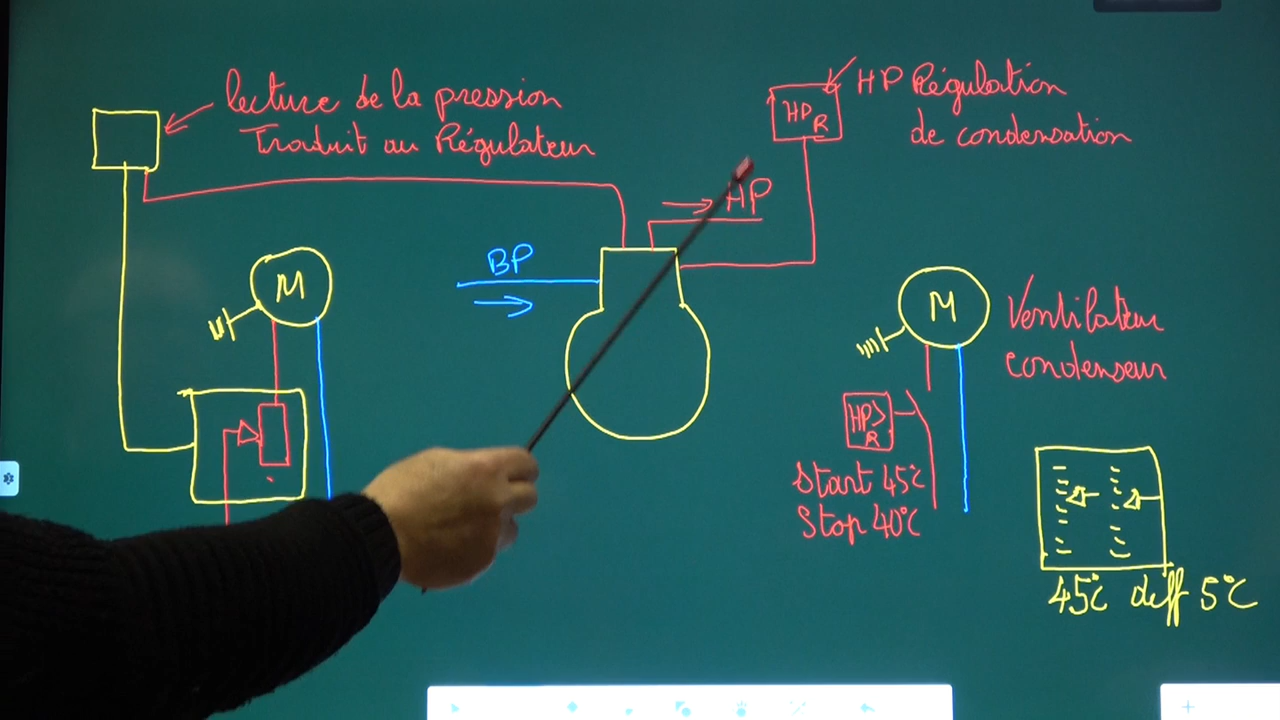 lecture de la pression
Traduit au Régulateur
HP
R
HP Régulation
de condensation
HP
BP
M
M
Ventilateur
condenseur
HP>
R
Start 45°C
Stop 40°C
45°C diff 5°C